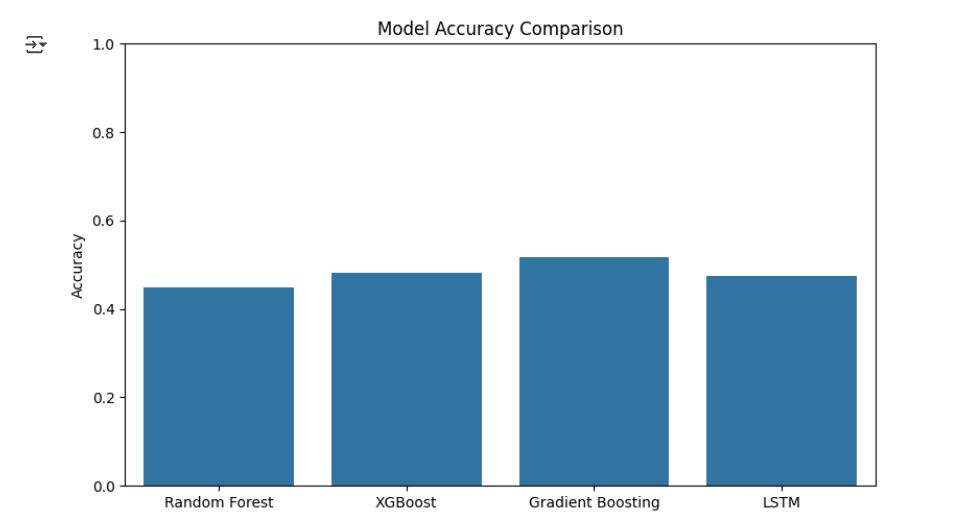 Model Accuracy Comparison
1.0
0.8
0.6
0.4
0.2
0.0
Accuracy
Random Forest
XGBoost
Gradient Boosting
LSTM